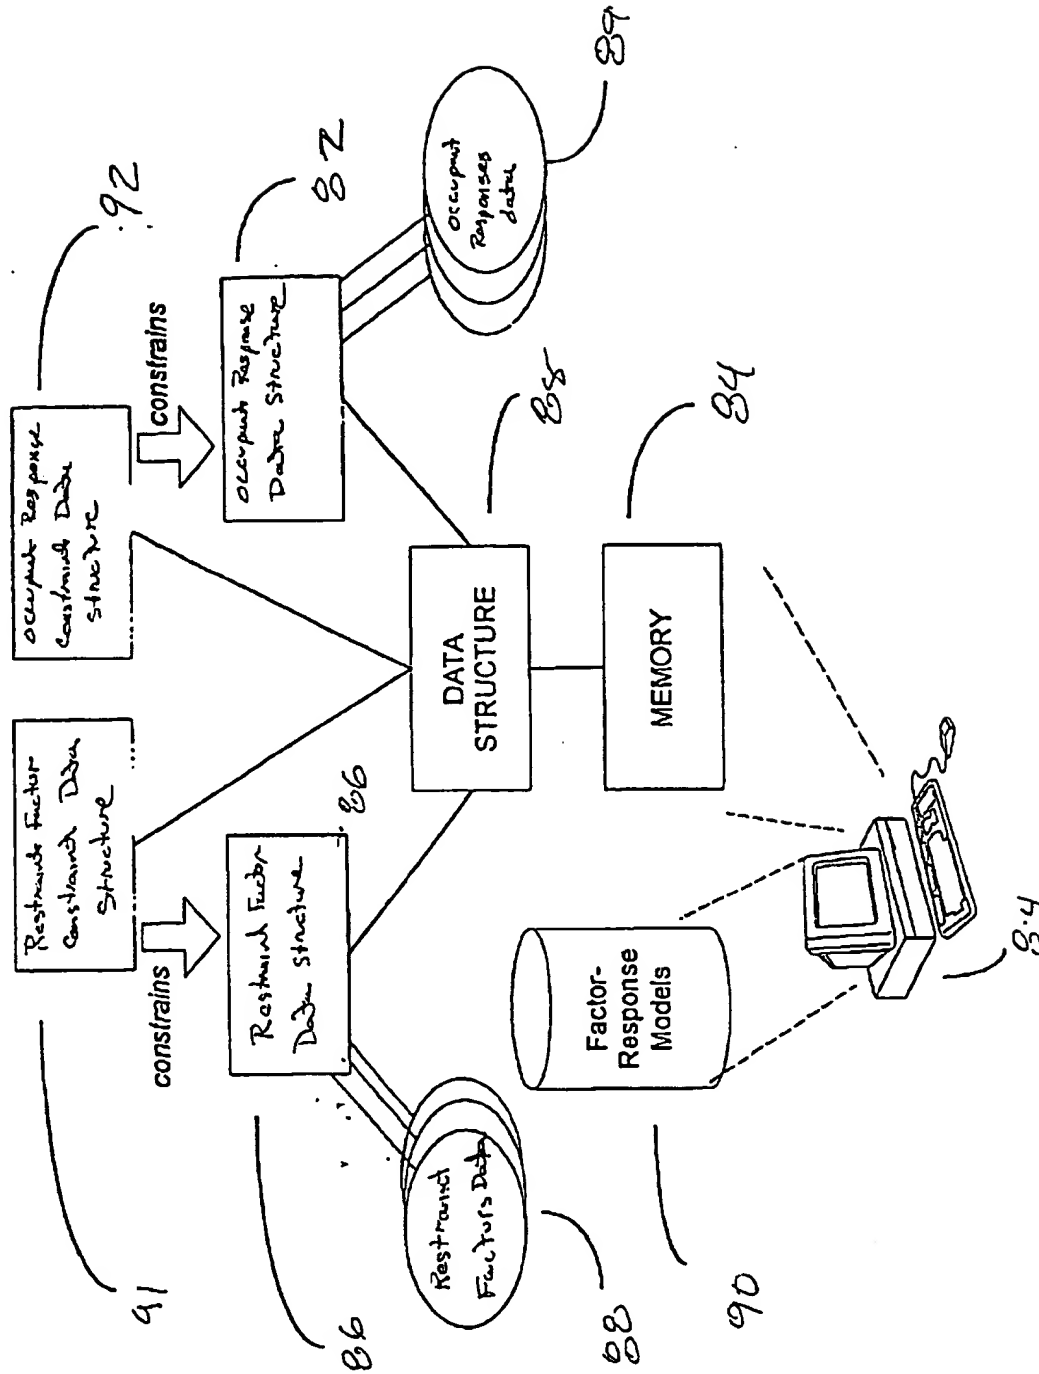 Restraint Factor
Constraint Data
Structure
91
Occupant Response
Constraint Data
Structure
92
constrains
constrains
Restraint Factor
Data Structure
86
86
Occupant Response
Data Structure
82
Restraint
Factors Data
88
Occupant
Responses
data
89
DATA
STRUCTURE
MEMORY
84
Factor-
Response
Models
90
8.4